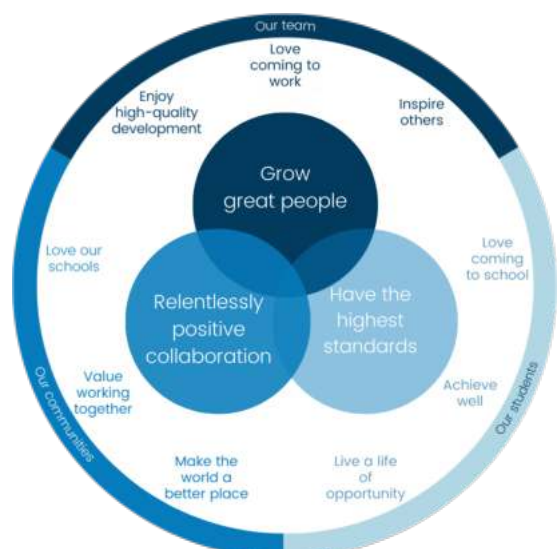 Our team
Love
coming to
work
Enjoy
high-quality
development
Inspire
others
Grow
great people
Love our
schools
Love
coming
to school
Relentlessly
positive
collaboration
Have the
highest
standards
Value
working
together
Achieve
well
Our communities
Our students
Make the
world a
better place
Live a life
of
opportunity